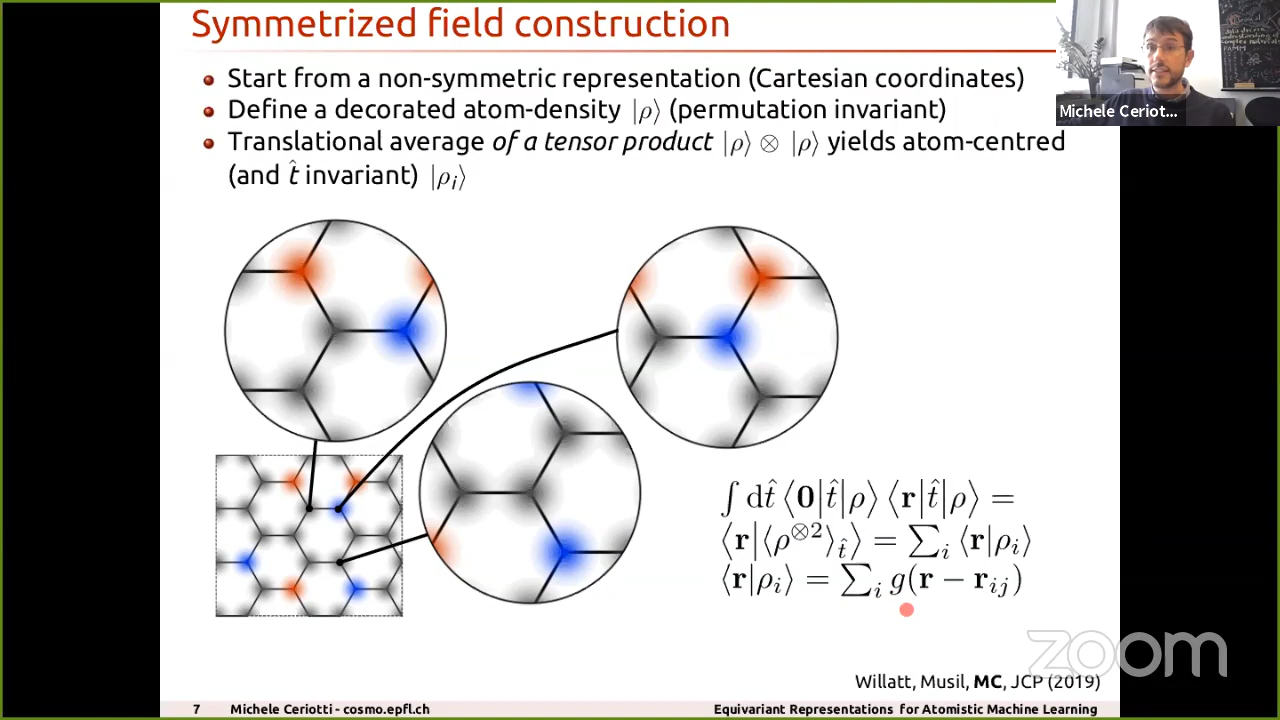 Symmetrized field construction
Start from a non-symmetric representation (Cartesian coordinates)
Define a decorated atom-density |ρ⟩ (permutation invariant)
Translational average of a tensor product |ρ⟩ ⊗ |ρ⟩ yields atom-centred
(and t̂ invariant) |ρᵢ⟩
Michele Ceriot...
∫ dt̂ ⟨0|t̂|ρ⟩ ⟨r|t̂|ρ⟩ =
⟨r|⟨ρ^⊗2⟩_t̂⟩ = ∑ᵢ ⟨r|ρᵢ⟩
⟨r|ρᵢ⟩ = ∑ᵢ g(r − r_ij)
zoom
Willatt, Musil, MC, JCP (2019)
7 Michele Ceriotti - cosmo.epfl.ch Equivariant Representations for Atomistic Machine Learning